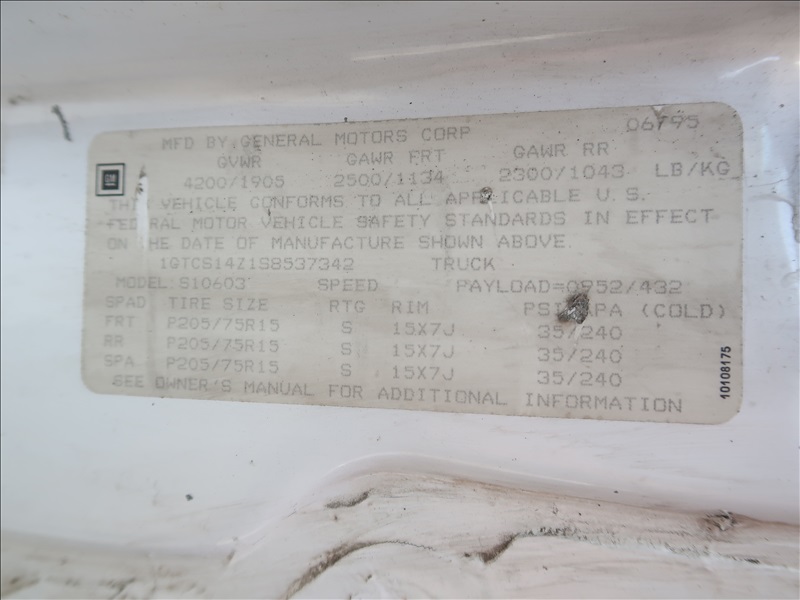 MFD BY GENERAL MOTORS CORP 06/95
GVWR GAWR FRT GAWR RR
4200/1905 2500/1134 2300/1043 LB/KG
GM
THIS VEHICLE CONFORMS TO ALL APPLICABLE U.S.
FEDERAL MOTOR VEHICLE SAFETY STANDARDS IN EFFECT
ON THE DATE OF MANUFACTURE SHOWN ABOVE.
1GTCS14Z1S8537342 TRUCK
MODEL:S10603 SPEED PAYLOAD=0952/432
SPAD TIRE SIZE RTG RIM PSI/KPA (COLD)
FRT P205/75R15 S 15X7J 35/240
RR P205/75R15 S 15X7J 35/240
SPA P205/75R15 S 15X7J 35/240
SEE OWNER'S MANUAL FOR ADDITIONAL INFORMATION
10108175